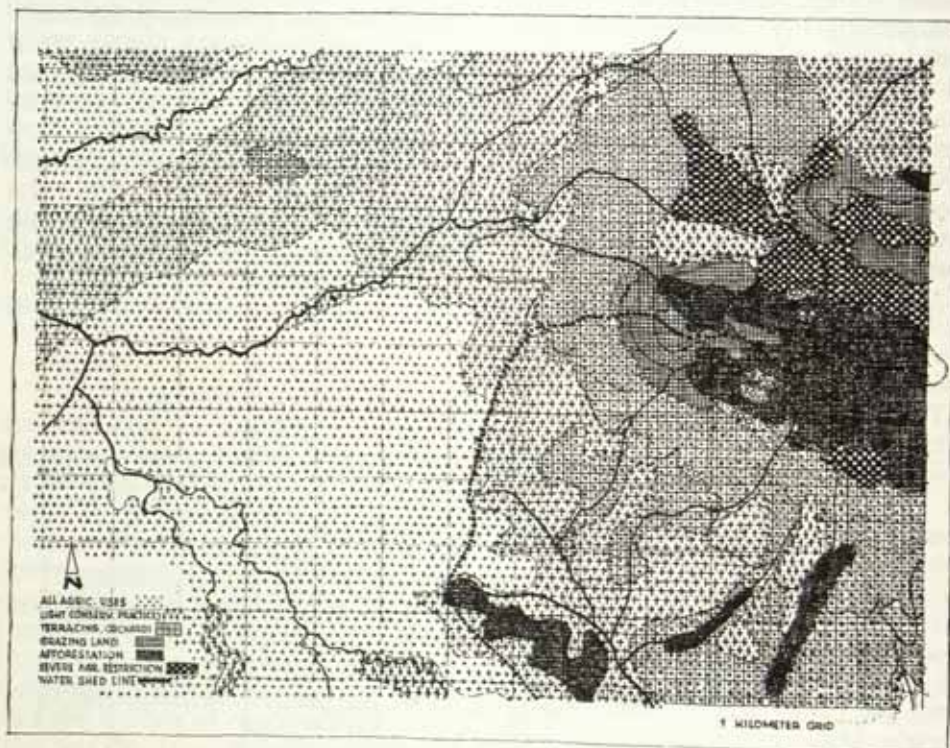 N
ALL AGRIC. USES
LIGHT CONSERV. PRACTICES
TERRACING, ORCHARDS
GRAZING LAND
AFFORESTATION
SEVERE AGR. RESTRICTION
WATER SHED LINE
1 KILOMETER GRID